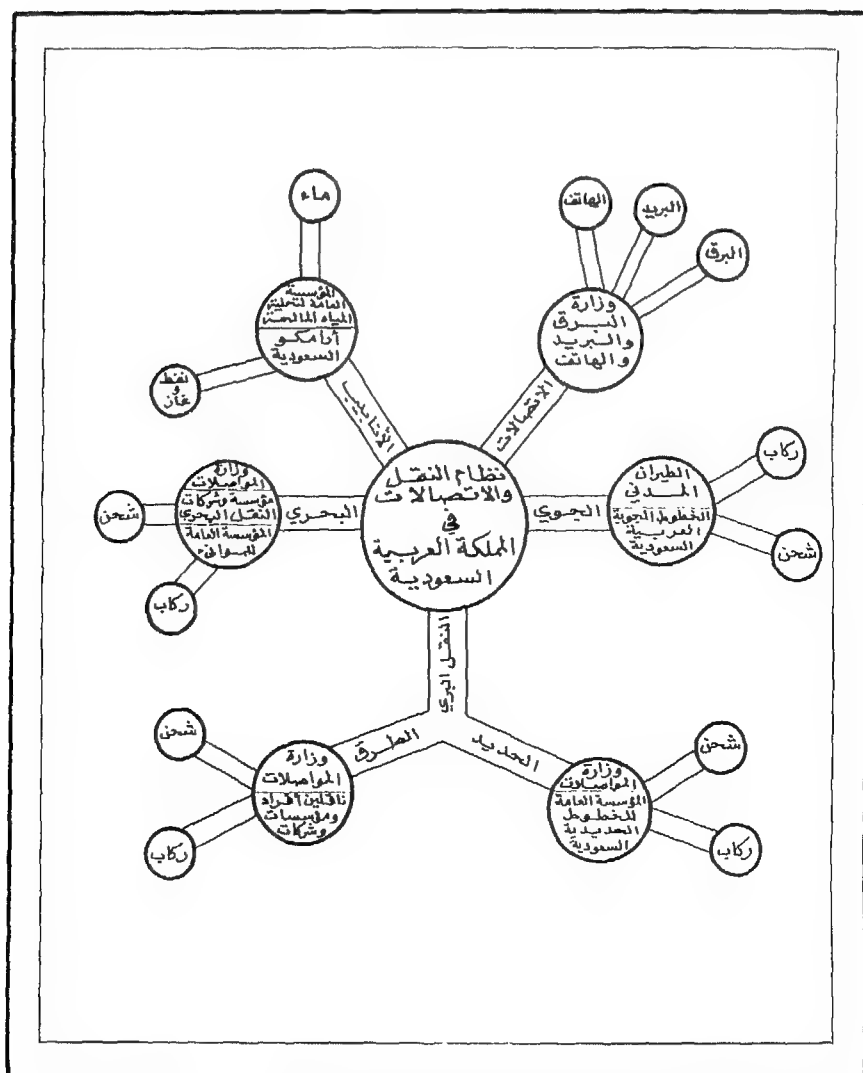 نظام النقل
والاتصالات
في
المملكة العربية
السعودية
الاتصالات
وزارة
البرق
والبريد
والهاتف
الهاتف
البريد
البرق
الجوي
الطيران
المدني
الخطوط الجوية
العربية
السعودية
ركاب
شحن
النقل البري
الحديد
وزارة
المواصلات
المؤسسة العامة
للخطوط
الحديدية
السعودية
شحن
ركاب
الطرق
وزارة
المواصلات
ناقلين أفراد
ومؤسسات
وشركات
شحن
ركاب
البحري
وزارة
المواصلات
مؤسسة وشركات
النقل البحري
المؤسسة العامة
للموانئ
شحن
ركاب
الأنابيب
المؤسسة
العامة لتحلية
المياه المالحة
أرامكو
السعودية
ماء
نفط
و
غاز